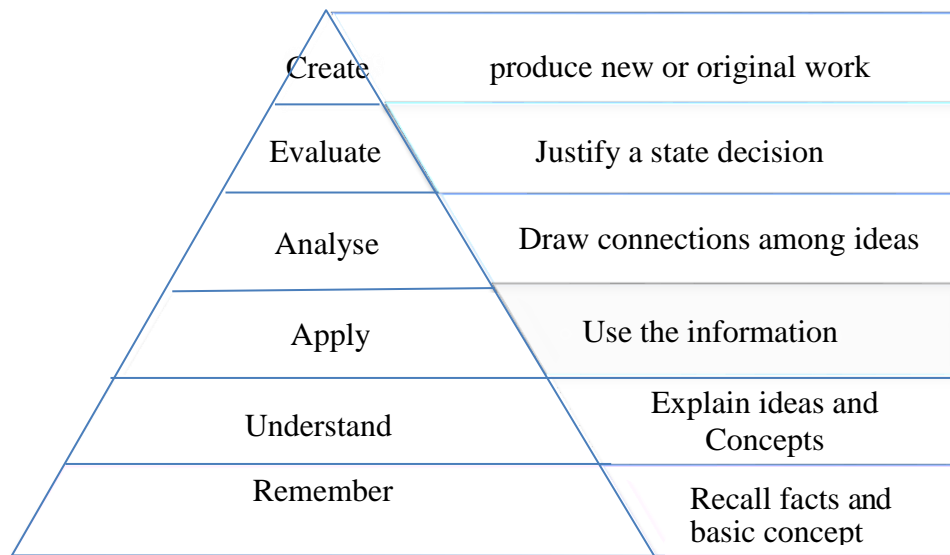 Create produce new or original work
Evaluate Justify a state decision
Analyse Draw connections among ideas
Apply Use the information
Understand Explain ideas and
Concepts
Remember Recall facts and
basic concept